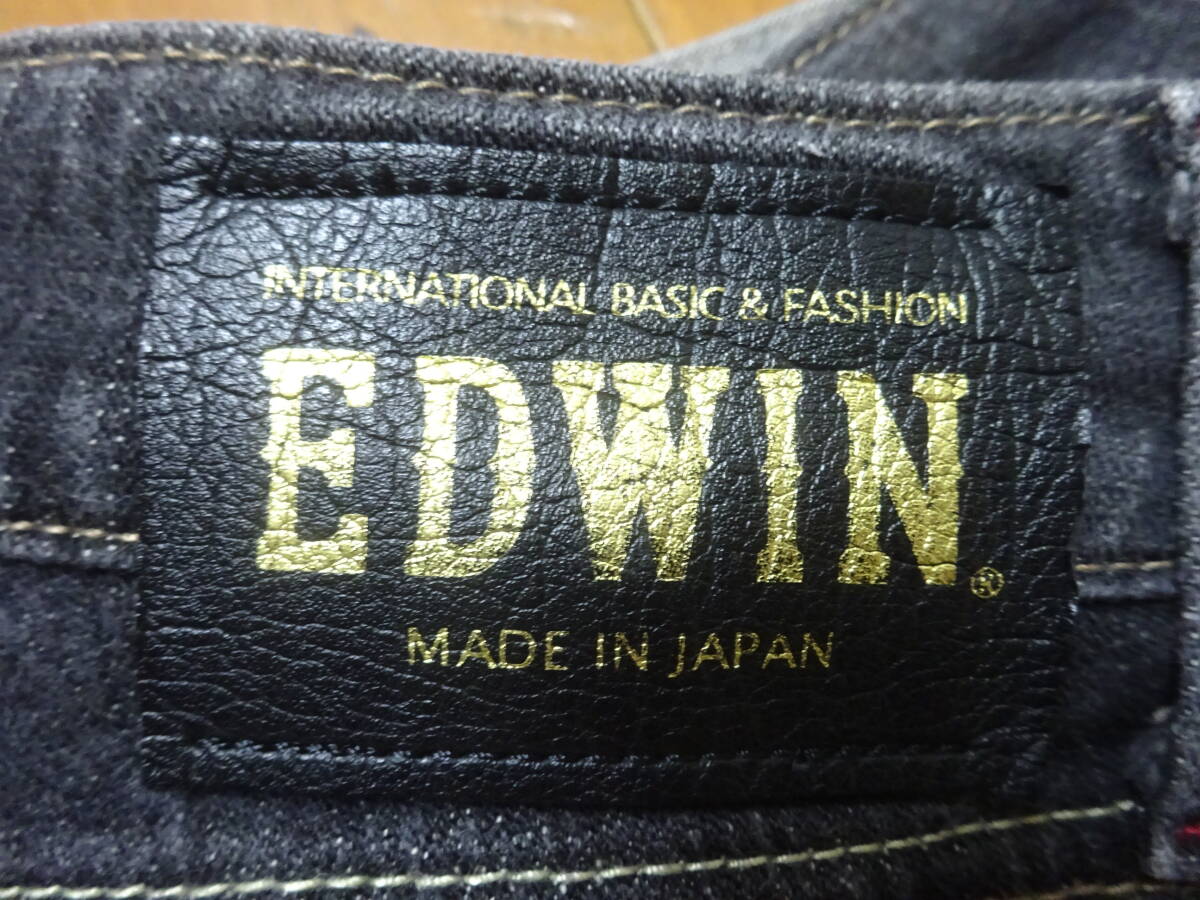 INTERNATIONAL BASIC & FASHION
EDWIN®
MADE IN JAPAN